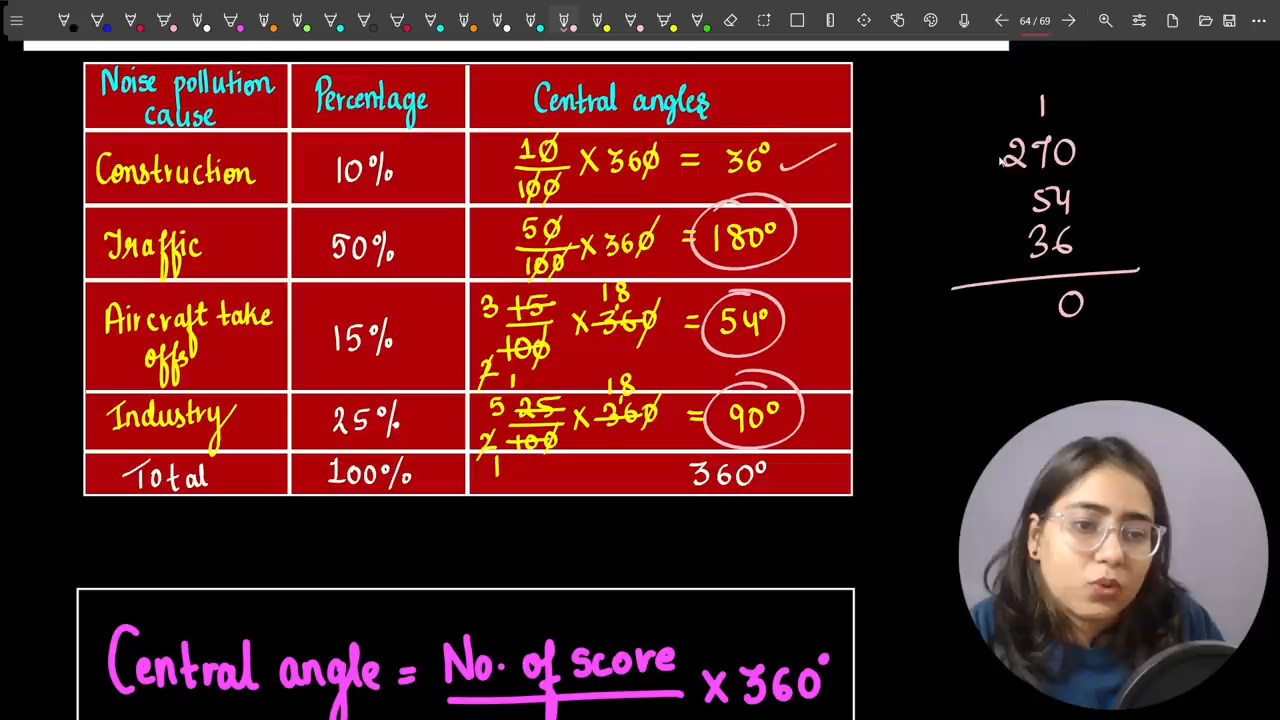 64 / 69
Noise pollution cause
Percentage
Central angles
Construction
10%
10/100 × 360 = 36°
Traffic
50%
50/100 × 360 = 180°
Aircraft take offs
15%
3 15/100 × 360 = 54°
18
2
1
Industry
25%
5 25/100 × 360 = 90°
18
2
1
Total
100%
360°
1
270
54
36
0
Central angle = No. of score × 360°